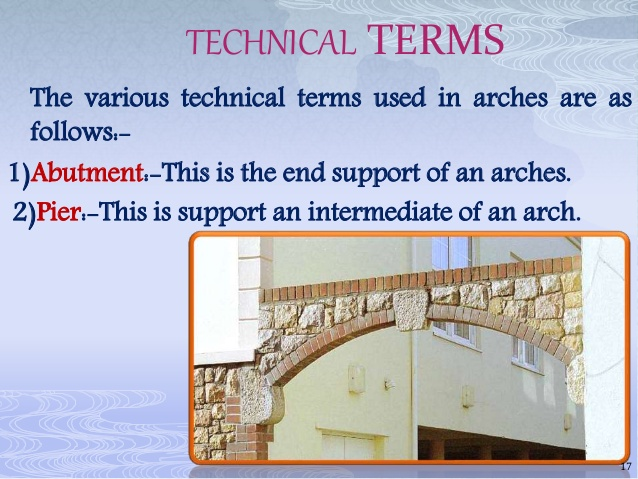 TECHNICAL TERMS
The various technical terms used in arches are as
follows:-
1)Abutment:-This is the end support of an arches.
2)Pier:-This is support an intermediate of an arch.
17